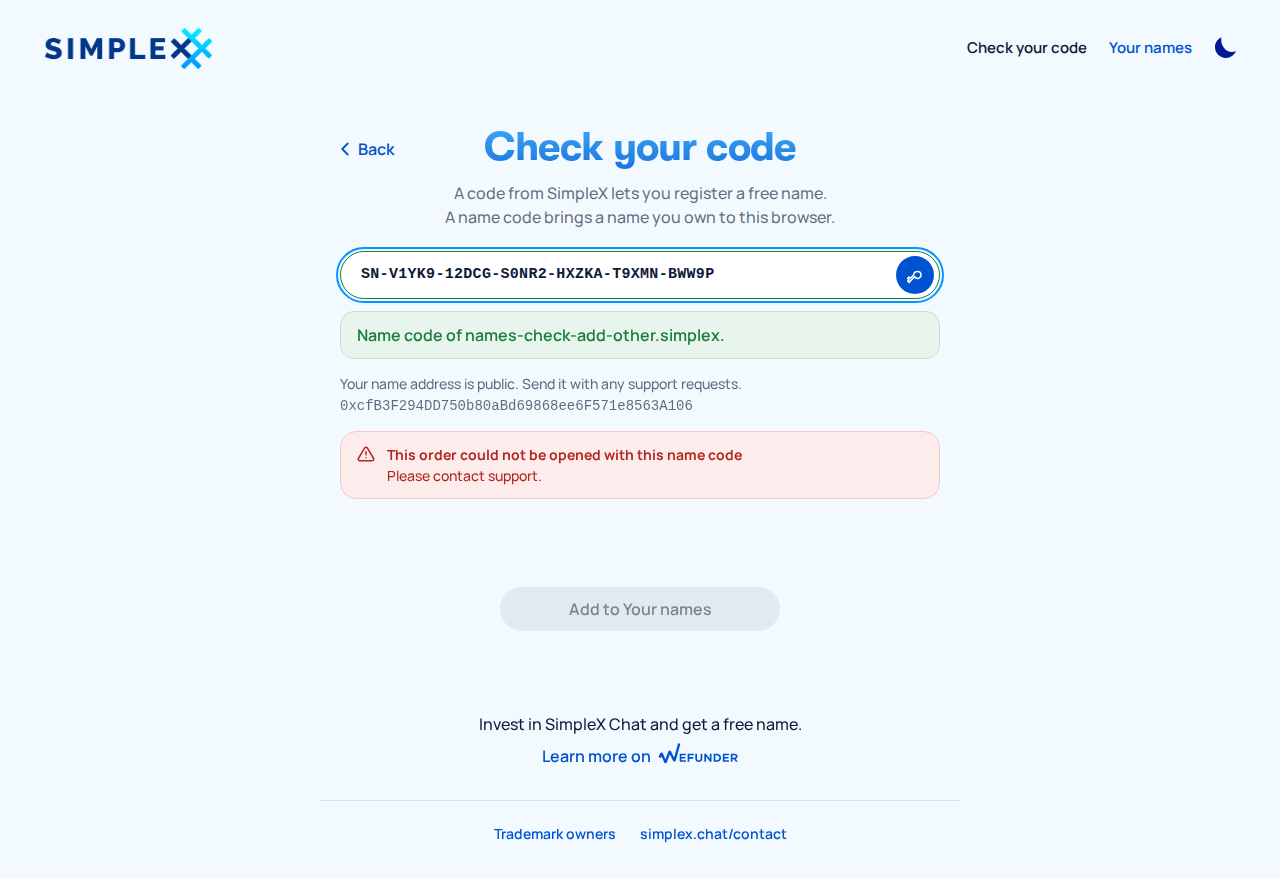 SIMPLEX
Check your code
Your names
Back
Check your code
A code from SimpleX lets you register a free name.
A name code brings a name you own to this browser.
SN-V1YK9-12DCG-S0NR2-HXZKA-T9XMN-BWW9P
Name code of names-check-add-other.simplex.
Your name address is public. Send it with any support requests.
0xcfB3F294DD750b80aBd69868ee6F571e8563A106
This order could not be opened with this name code
Please contact support.
Add to Your names
Invest in SimpleX Chat and get a free name.
Learn more on WEFUNDER
Trademark owners
simplex.chat/contact